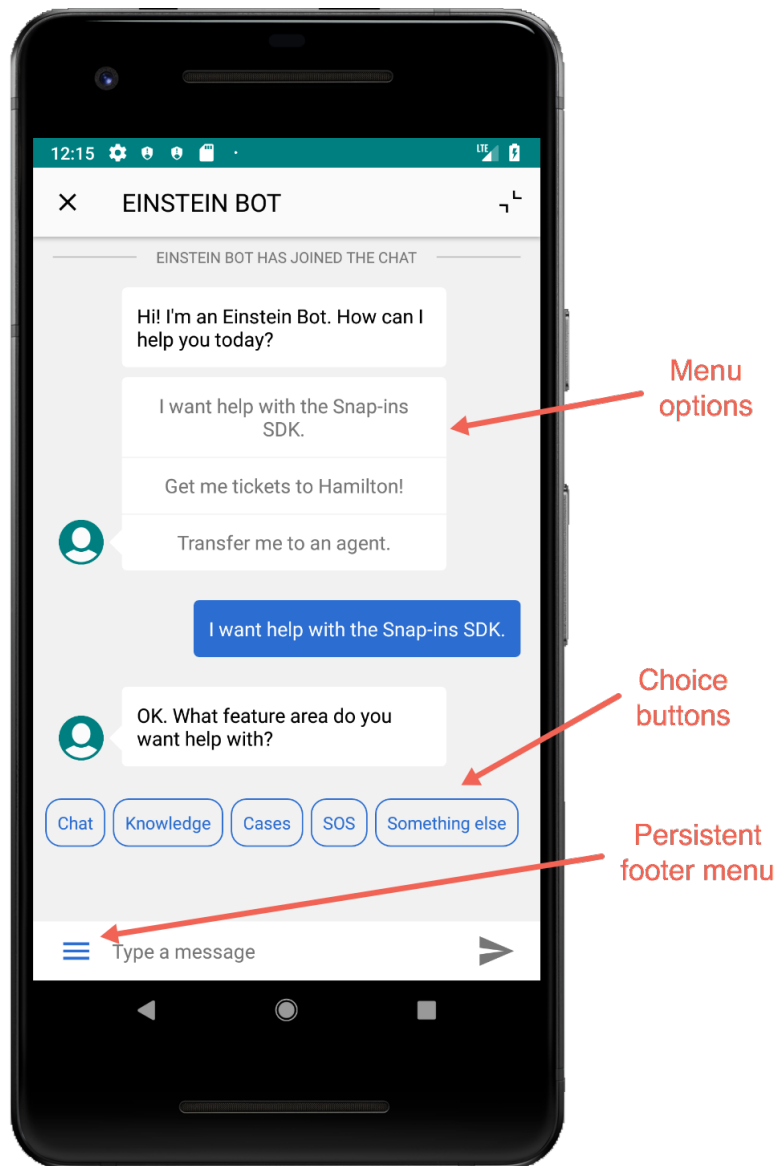 12:15
LTE
EINSTEIN BOT
EINSTEIN BOT HAS JOINED THE CHAT
Hi! I'm an Einstein Bot. How can I
help you today?
I want help with the Snap-ins
SDK.
Menu
options
Get me tickets to Hamilton!
Transfer me to an agent.
I want help with the Snap-ins SDK.
OK. What feature area do you
want help with?
Choice
buttons
Chat
Knowledge
Cases
SOS
Something else
Persistent
footer menu
Type a message